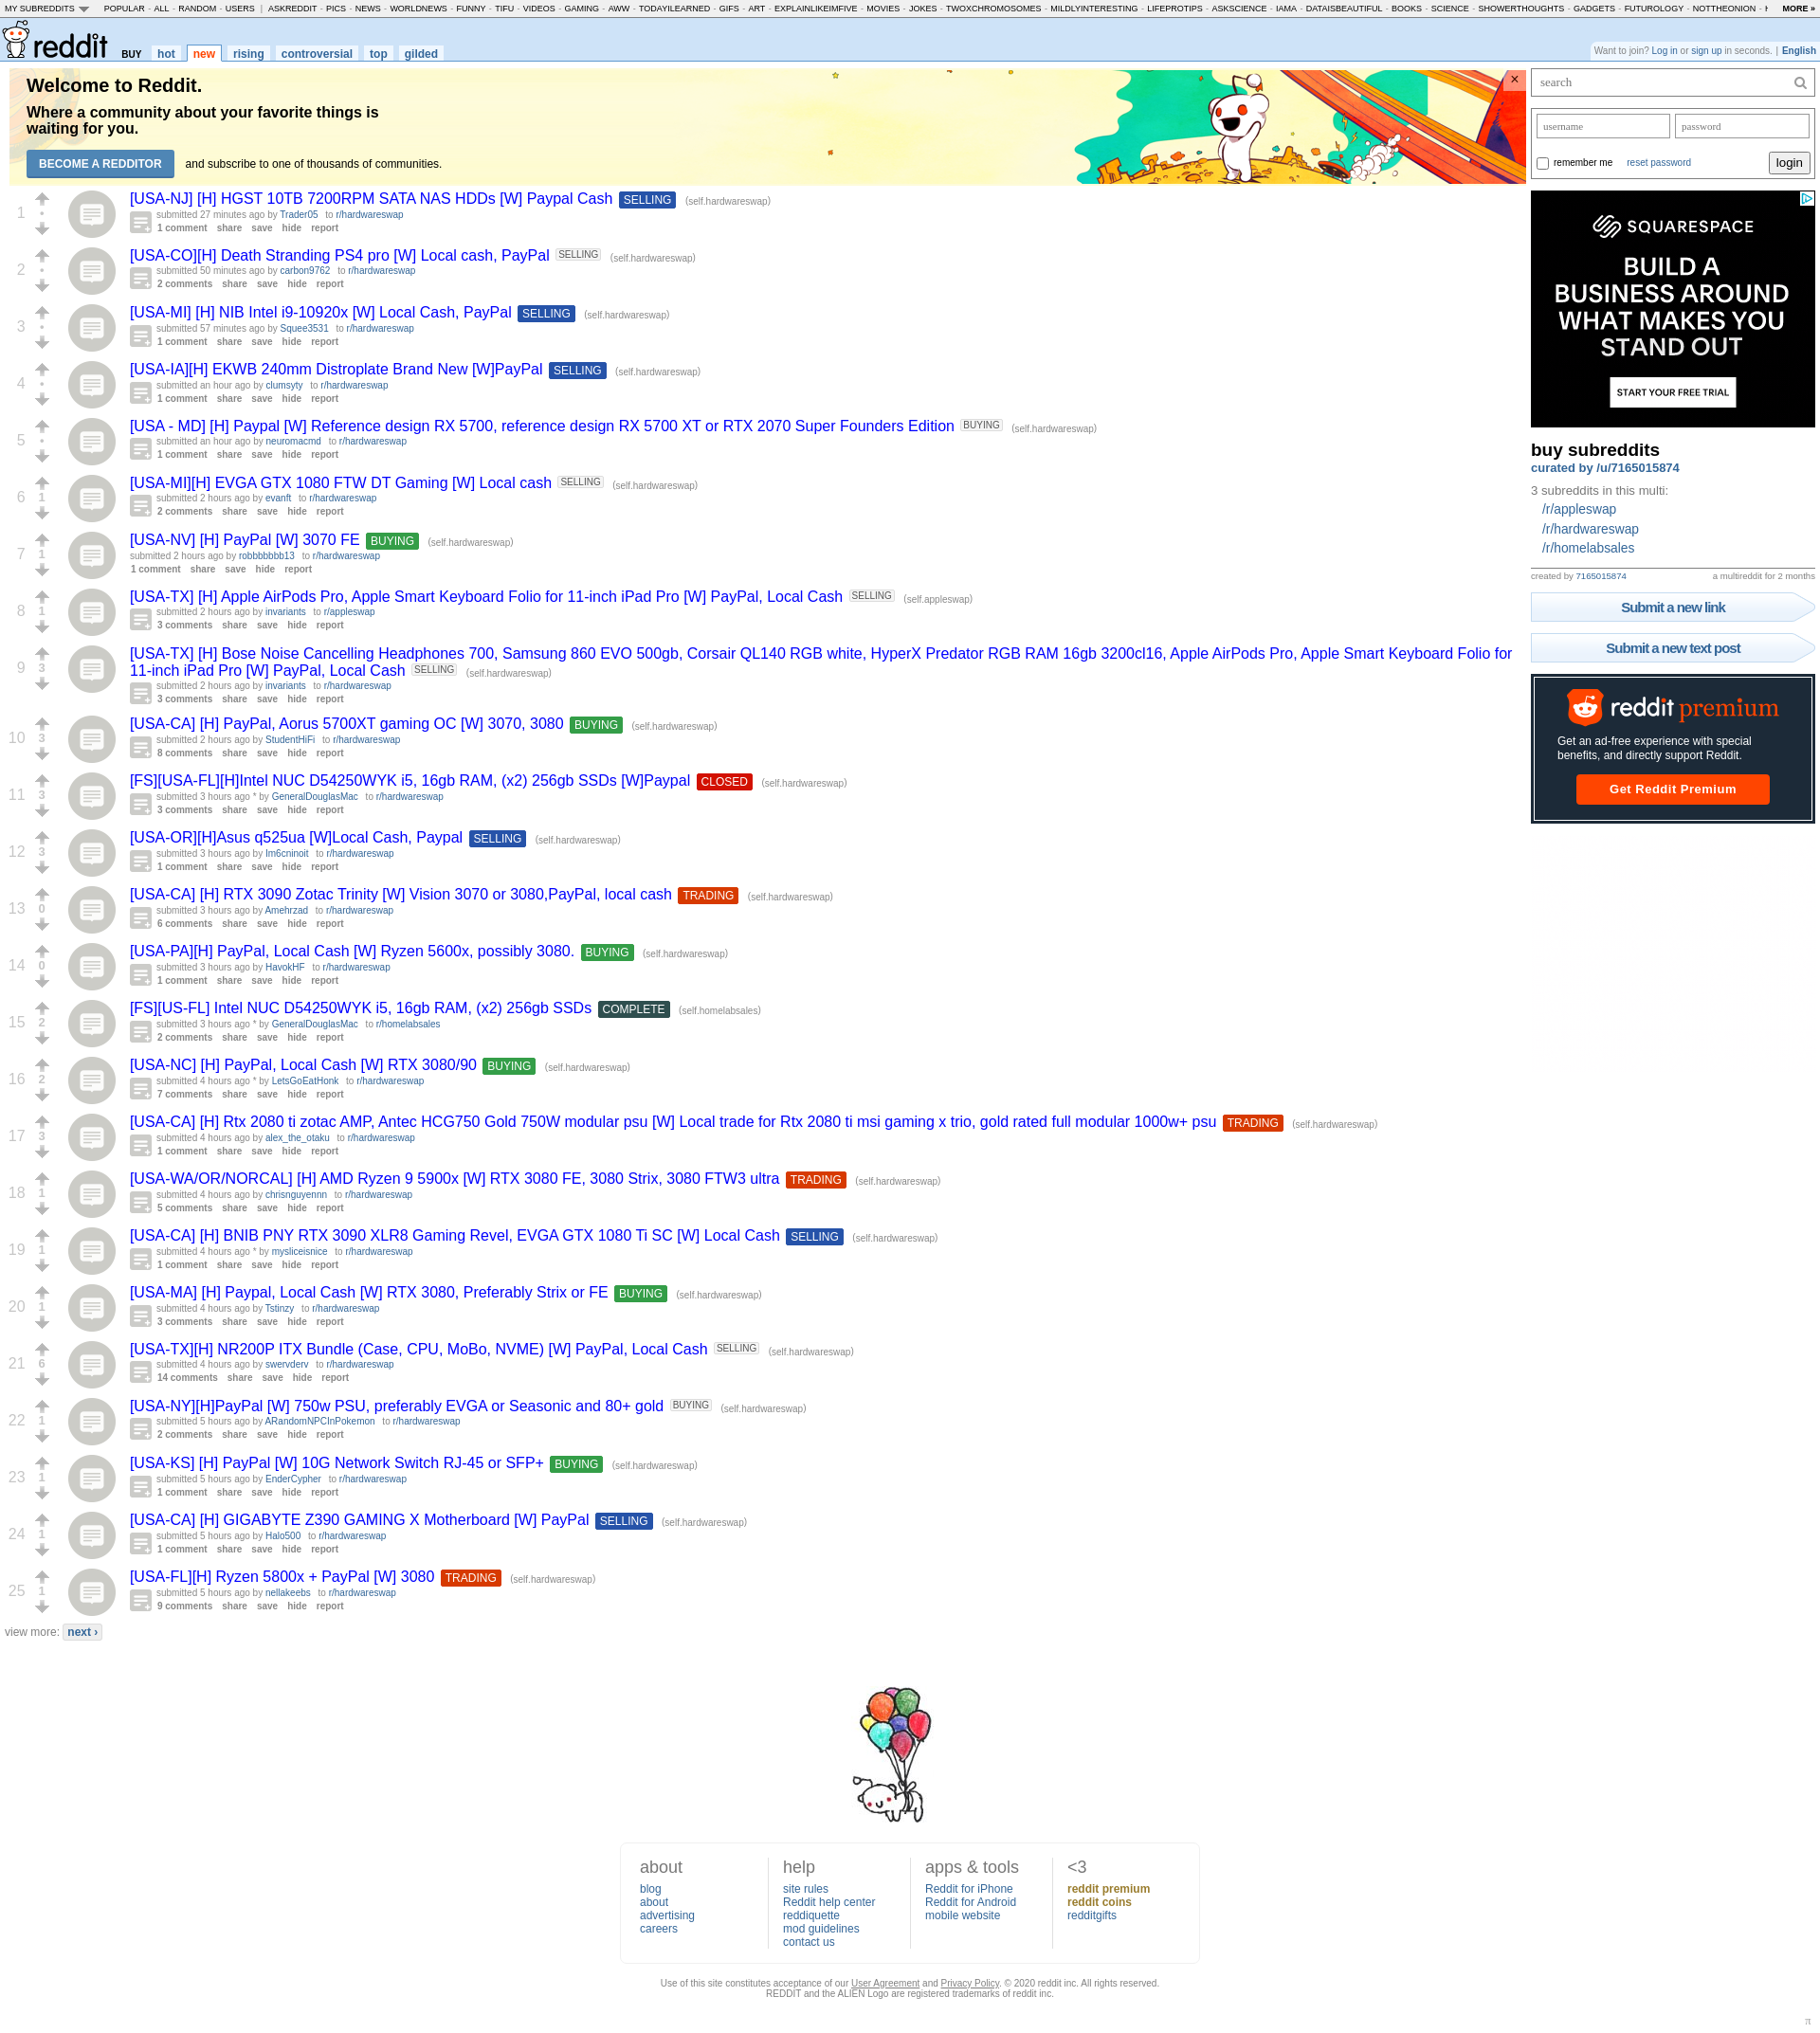 MY SUBREDDITS POPULAR - ALL - RANDOM - USERS | ASKREDDIT - PICS - NEWS - WORLDNEWS - FUNNY - TIFU - VIDEOS - GAMING - AWW - TODAYILEARNED - GIFS - ART - EXPLAINLIKEIMFIVE - MOVIES - JOKES - TWOXCHROMOSOMES - MILDLYINTERESTING - LIFEPROTIPS - ASKSCIENCE - IAMA - DATAISBEAUTIFUL - BOOKS - SCIENCE - SHOWERTHOUGHTS - GADGETS - FUTUROLOGY - NOTTHEONION - MORE »
reddit BUY hot new rising controversial top gilded
Want to join? Log in or sign up in seconds. | English
Welcome to Reddit.
Where a community about your favorite things is
waiting for you.
BECOME A REDDITOR and subscribe to one of thousands of communities.
×
1 [USA-NJ] [H] HGST 10TB 7200RPM SATA NAS HDDs [W] Paypal Cash SELLING (self.hardwareswap)
submitted 27 minutes ago by Trader05 to r/hardwareswap
1 comment share save hide report
2 [USA-CO][H] Death Stranding PS4 pro [W] Local cash, PayPal SELLING (self.hardwareswap)
submitted 50 minutes ago by carbon9762 to r/hardwareswap
2 comments share save hide report
3 [USA-MI] [H] NIB Intel i9-10920x [W] Local Cash, PayPal SELLING (self.hardwareswap)
submitted 57 minutes ago by Squee3531 to r/hardwareswap
1 comment share save hide report
4 [USA-IA][H] EKWB 240mm Distroplate Brand New [W]PayPal SELLING (self.hardwareswap)
submitted an hour ago by clumsyty to r/hardwareswap
1 comment share save hide report
5 [USA - MD] [H] Paypal [W] Reference design RX 5700, reference design RX 5700 XT or RTX 2070 Super Founders Edition BUYING (self.hardwareswap)
submitted an hour ago by neuromacmd to r/hardwareswap
1 comment share save hide report
6 1 [USA-MI][H] EVGA GTX 1080 FTW DT Gaming [W] Local cash SELLING (self.hardwareswap)
submitted 2 hours ago by evanft to r/hardwareswap
2 comments share save hide report
7 1 [USA-NV] [H] PayPal [W] 3070 FE BUYING (self.hardwareswap)
submitted 2 hours ago by robbbbbbb13 to r/hardwareswap
1 comment share save hide report
8 1 [USA-TX] [H] Apple AirPods Pro, Apple Smart Keyboard Folio for 11-inch iPad Pro [W] PayPal, Local Cash SELLING (self.appleswap)
submitted 2 hours ago by invariants to r/appleswap
3 comments share save hide report
9 3 [USA-TX] [H] Bose Noise Cancelling Headphones 700, Samsung 860 EVO 500gb, Corsair QL140 RGB white, HyperX Predator RGB RAM 16gb 3200cl16, Apple AirPods Pro, Apple Smart Keyboard Folio for
11-inch iPad Pro [W] PayPal, Local Cash SELLING (self.hardwareswap)
submitted 2 hours ago by invariants to r/hardwareswap
3 comments share save hide report
10 3 [USA-CA] [H] PayPal, Aorus 5700XT gaming OC [W] 3070, 3080 BUYING (self.hardwareswap)
submitted 2 hours ago by StudentHiFi to r/hardwareswap
8 comments share save hide report
11 3 [FS][USA-FL][H]Intel NUC D54250WYK i5, 16gb RAM, (x2) 256gb SSDs [W]Paypal CLOSED (self.hardwareswap)
submitted 3 hours ago * by GeneralDouglasMac to r/hardwareswap
3 comments share save hide report
12 3 [USA-OR][H]Asus q525ua [W]Local Cash, Paypal SELLING (self.hardwareswap)
submitted 3 hours ago by Im6cninoit to r/hardwareswap
1 comment share save hide report
13 0 [USA-CA] [H] RTX 3090 Zotac Trinity [W] Vision 3070 or 3080,PayPal, local cash TRADING (self.hardwareswap)
submitted 3 hours ago by Amehrzad to r/hardwareswap
6 comments share save hide report
14 0 [USA-PA][H] PayPal, Local Cash [W] Ryzen 5600x, possibly 3080. BUYING (self.hardwareswap)
submitted 3 hours ago by HavokHF to r/hardwareswap
1 comment share save hide report
15 2 [FS][US-FL] Intel NUC D54250WYK i5, 16gb RAM, (x2) 256gb SSDs COMPLETE (self.homelabsales)
submitted 3 hours ago * by GeneralDouglasMac to r/homelabsales
2 comments share save hide report
16 2 [USA-NC] [H] PayPal, Local Cash [W] RTX 3080/90 BUYING (self.hardwareswap)
submitted 4 hours ago * by LetsGoEatHonk to r/hardwareswap
7 comments share save hide report
17 3 [USA-CA] [H] Rtx 2080 ti zotac AMP, Antec HCG750 Gold 750W modular psu [W] Local trade for Rtx 2080 ti msi gaming x trio, gold rated full modular 1000w+ psu TRADING (self.hardwareswap)
submitted 4 hours ago by alex_the_otaku to r/hardwareswap
1 comment share save hide report
18 1 [USA-WA/OR/NORCAL] [H] AMD Ryzen 9 5900x [W] RTX 3080 FE, 3080 Strix, 3080 FTW3 ultra TRADING (self.hardwareswap)
submitted 4 hours ago by chrisnguyennn to r/hardwareswap
5 comments share save hide report
19 1 [USA-CA] [H] BNIB PNY RTX 3090 XLR8 Gaming Revel, EVGA GTX 1080 Ti SC [W] Local Cash SELLING (self.hardwareswap)
submitted 4 hours ago * by mysliceisnice to r/hardwareswap
1 comment share save hide report
20 1 [USA-MA] [H] Paypal, Local Cash [W] RTX 3080, Preferably Strix or FE BUYING (self.hardwareswap)
submitted 4 hours ago by Tstinzy to r/hardwareswap
3 comments share save hide report
21 6 [USA-TX][H] NR200P ITX Bundle (Case, CPU, MoBo, NVME) [W] PayPal, Local Cash SELLING (self.hardwareswap)
submitted 4 hours ago by swervderv to r/hardwareswap
14 comments share save hide report
22 1 [USA-NY][H]PayPal [W] 750w PSU, preferably EVGA or Seasonic and 80+ gold BUYING (self.hardwareswap)
submitted 5 hours ago by ARandomNPCInPokemon to r/hardwareswap
2 comments share save hide report
23 1 [USA-KS] [H] PayPal [W] 10G Network Switch RJ-45 or SFP+ BUYING (self.hardwareswap)
submitted 5 hours ago by EnderCypher to r/hardwareswap
1 comment share save hide report
24 1 [USA-CA] [H] GIGABYTE Z390 GAMING X Motherboard [W] PayPal SELLING (self.hardwareswap)
submitted 5 hours ago by Halo500 to r/hardwareswap
1 comment share save hide report
25 1 [USA-FL][H] Ryzen 5800x + PayPal [W] 3080 TRADING (self.hardwareswap)
submitted 5 hours ago by nellakeebs to r/hardwareswap
9 comments share save hide report
view more: next ›
search
username password
remember me reset password login
SQUARESPACE
BUILD A
BUSINESS AROUND
WHAT MAKES YOU
STAND OUT
START YOUR FREE TRIAL
buy subreddits
curated by /u/7165015874
3 subreddits in this multi:
/r/appleswap
/r/hardwareswap
/r/homelabsales
created by 7165015874 a multireddit for 2 months
Submit a new link
Submit a new text post
reddit premium
Get an ad-free experience with special
benefits, and directly support Reddit.
Get Reddit Premium
about
blog
about
advertising
careers
help
site rules
Reddit help center
reddiquette
mod guidelines
contact us
apps & tools
Reddit for iPhone
Reddit for Android
mobile website
<3
reddit premium
reddit coins
redditgifts
Use of this site constitutes acceptance of our User Agreement and Privacy Policy. © 2020 reddit inc. All rights reserved.
REDDIT and the ALIEN Logo are registered trademarks of reddit inc.
π